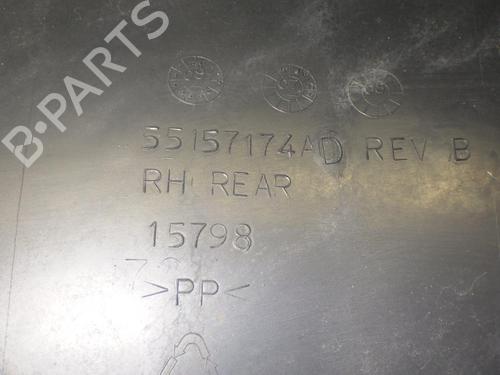 B-PARTS
55157174AD REV B
RH REAR
15798
>PP<